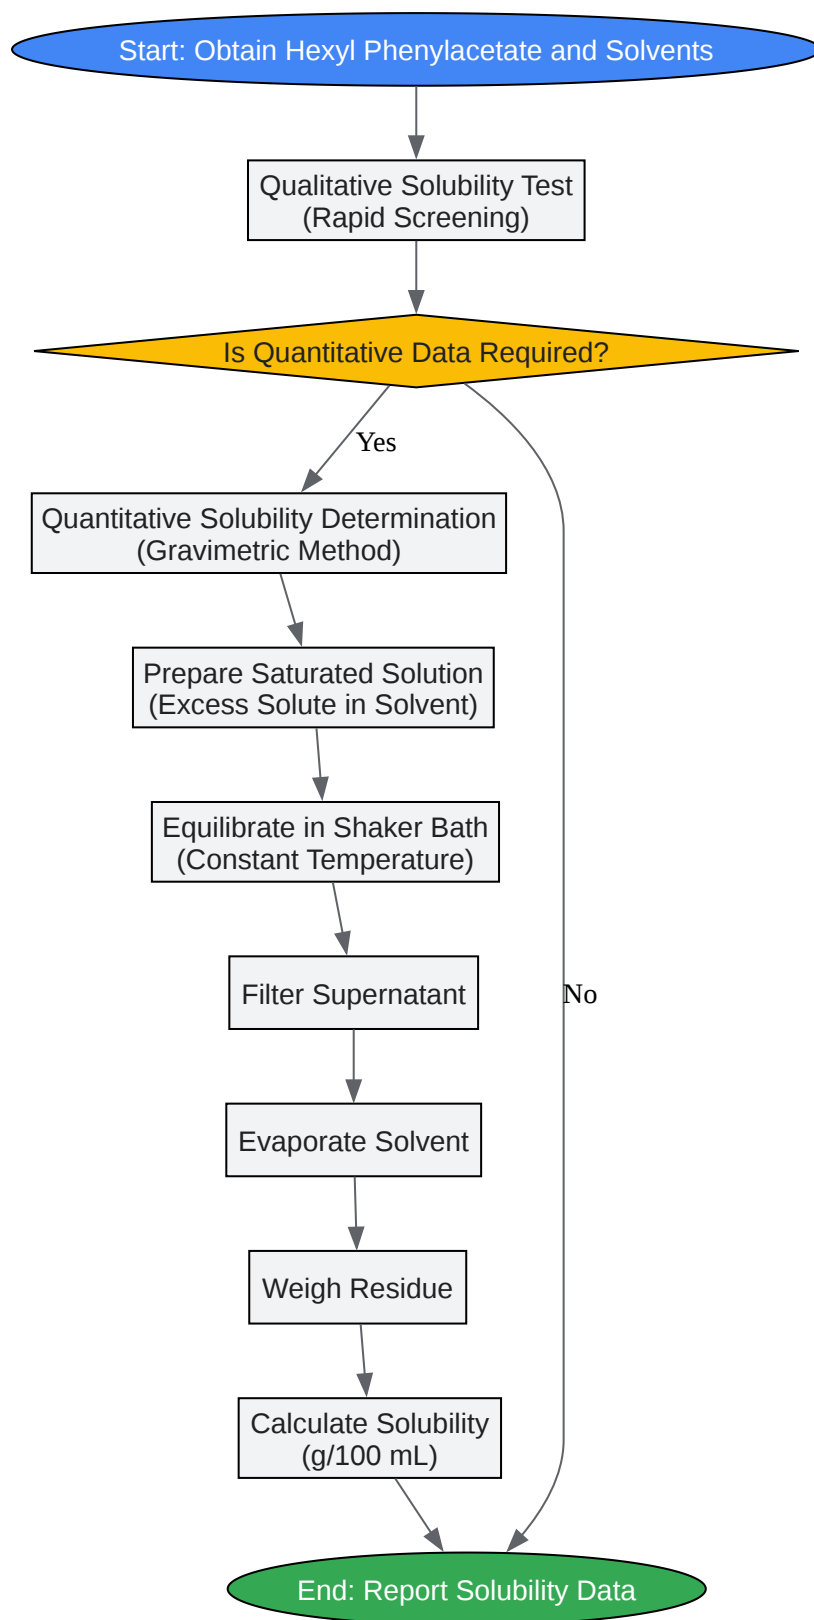 Start: Obtain Hexyl Phenylacetate and Solvents
Qualitative Solubility Test
(Rapid Screening)
Is Quantitative Data Required?
Yes
Quantitative Solubility Determination
(Gravimetric Method)
Prepare Saturated Solution
(Excess Solute in Solvent)
Equilibrate in Shaker Bath
(Constant Temperature)
Filter Supernatant
No
Evaporate Solvent
Weigh Residue
Calculate Solubility
(g/100 mL)
End: Report Solubility Data